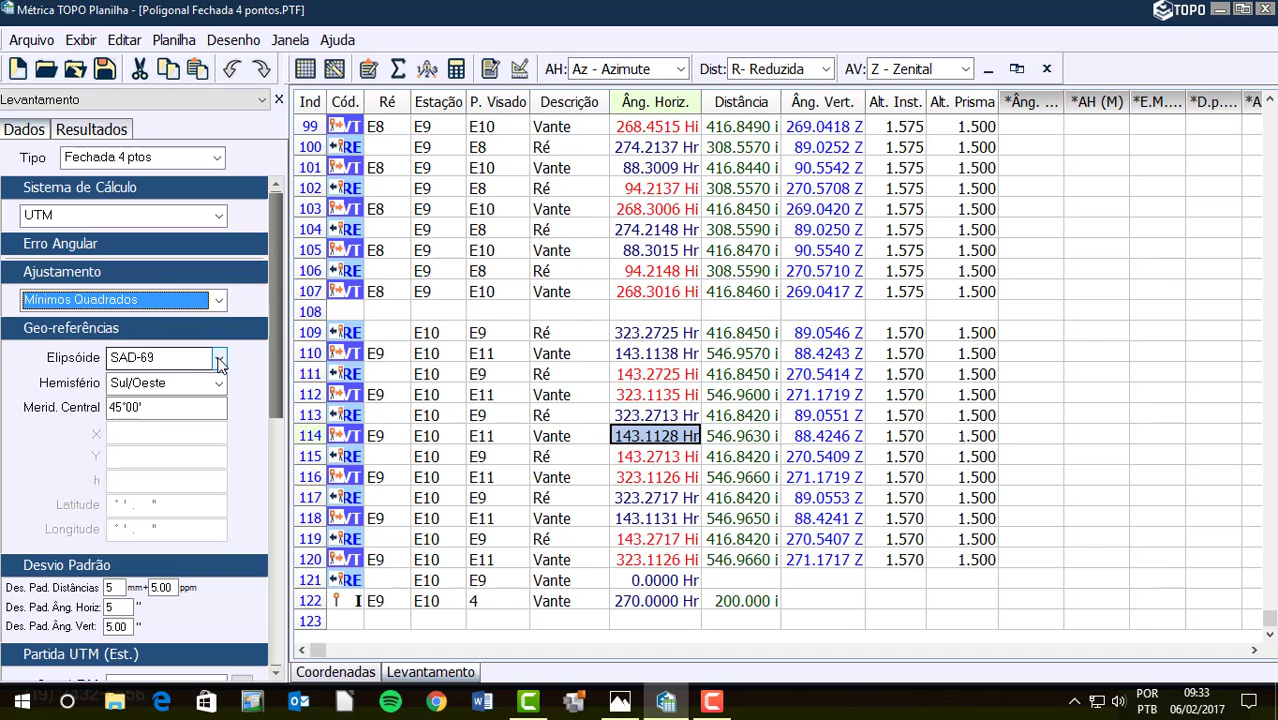 Métrica TOPO Planilha - [Poligonal Fechada 4 pontos.PTF]
TOPO
Arquivo Exibir Editar Planilha Desenho Janela Ajuda
AH: Az - Azimute Dist: R- Reduzida AV: Z - Zenital
Levantamento
Dados Resultados
Tipo Fechada 4 ptos
Sistema de Cálculo
UTM
Erro Angular
Ajustamento
Mínimos Quadrados
Geo-referências
Elipsóide SAD-69
Hemisfério Sul/Oeste
Merid. Central 45°00'
X
Y
h
Latitude ° ' . "
Longitude ° ' . "
Desvio Padrão
Des. Pad. Distâncias 5 mm+ 5.00 ppm
Des. Pad. Âng. Horiz: 5 "
Des. Pad. Âng. Vert: 5.00 "
Partida UTM (Est.)
Ind Cód. Ré Estação P. Visado Descrição Âng. Horiz. Distância Âng. Vert. Alt. Inst. Alt. Prisma *Âng. ... *AH (M) *E.M.... *D.p.... *A
99 VT E8 E9 E10 Vante 268.4515 Hi 416.8490 i 269.0418 Z 1.575 1.500
100 RE E9 E8 Ré 274.2137 Hr 308.5570 i 89.0252 Z 1.575 1.500
101 VT E8 E9 E10 Vante 88.3009 Hr 416.8450 i 90.5542 Z 1.575 1.500
102 RE E9 E8 Ré 94.2137 Hi 308.5570 i 270.5708 Z 1.575 1.500
103 VT E8 E9 E10 Vante 268.3006 Hi 416.8450 i 269.0420 Z 1.575 1.500
104 RE E9 E8 Ré 274.2148 Hr 308.5590 i 89.0250 Z 1.575 1.500
105 VT E8 E9 E10 Vante 88.3015 Hr 416.8470 i 90.5540 Z 1.575 1.500
106 RE E9 E8 Ré 94.2148 Hi 308.5590 i 270.5710 Z 1.575 1.500
107 VT E8 E9 E10 Vante 268.3016 Hi 416.8460 i 269.0417 Z 1.575 1.500
108
109 RE E10 E9 Ré 323.2725 Hr 416.8450 i 89.0546 Z 1.570 1.500
110 VT E9 E10 E11 Vante 143.1138 Hr 546.9570 i 88.4243 Z 1.570 1.500
111 RE E10 E9 Ré 143.2725 Hi 416.8450 i 270.5414 Z 1.570 1.500
112 VT E9 E10 E11 Vante 323.1135 Hi 546.9600 i 271.1719 Z 1.570 1.500
113 RE E10 E9 Ré 323.2713 Hr 416.8420 i 89.0551 Z 1.570 1.500
114 VT E9 E10 E11 Vante 143.1128 Hr 546.9630 i 88.4246 Z 1.570 1.500
115 RE E10 E9 Ré 143.2713 Hi 416.8420 i 270.5409 Z 1.570 1.500
116 VT E9 E10 E11 Vante 323.1126 Hi 546.9660 i 271.1719 Z 1.570 1.500
117 RE E10 E9 Ré 323.2717 Hr 416.8420 i 89.0553 Z 1.570 1.500
118 VT E9 E10 E11 Vante 143.1131 Hr 546.9650 i 88.4241 Z 1.570 1.500
119 RE E10 E9 Ré 143.2717 Hi 416.8420 i 270.5407 Z 1.570 1.500
120 VT E9 E10 E11 Vante 323.1126 Hi 546.9660 i 271.1717 Z 1.570 1.500
121 RE E10 E9 0.0000 Hr
122 I E9 E10 4 Vante 270.0000 Hr 200.000 i
123
Coordenadas Levantamento
POR
PTB
09:33
06/02/2017